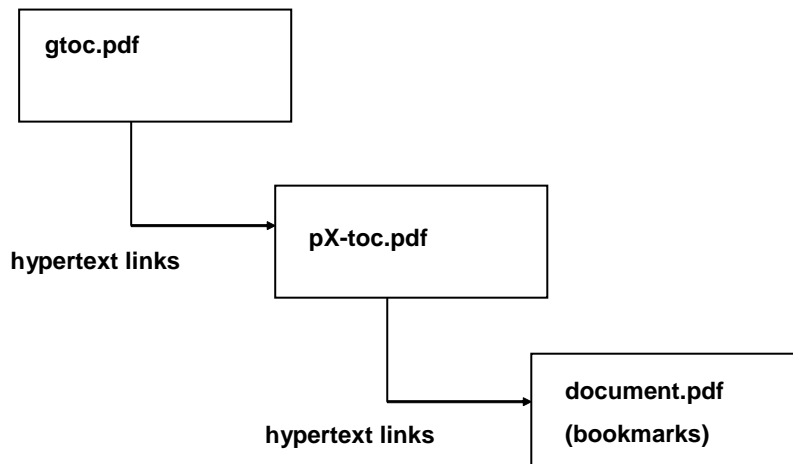 gtoc.pdf
hypertext links
pX-toc.pdf
hypertext links
document.pdf
(bookmarks)